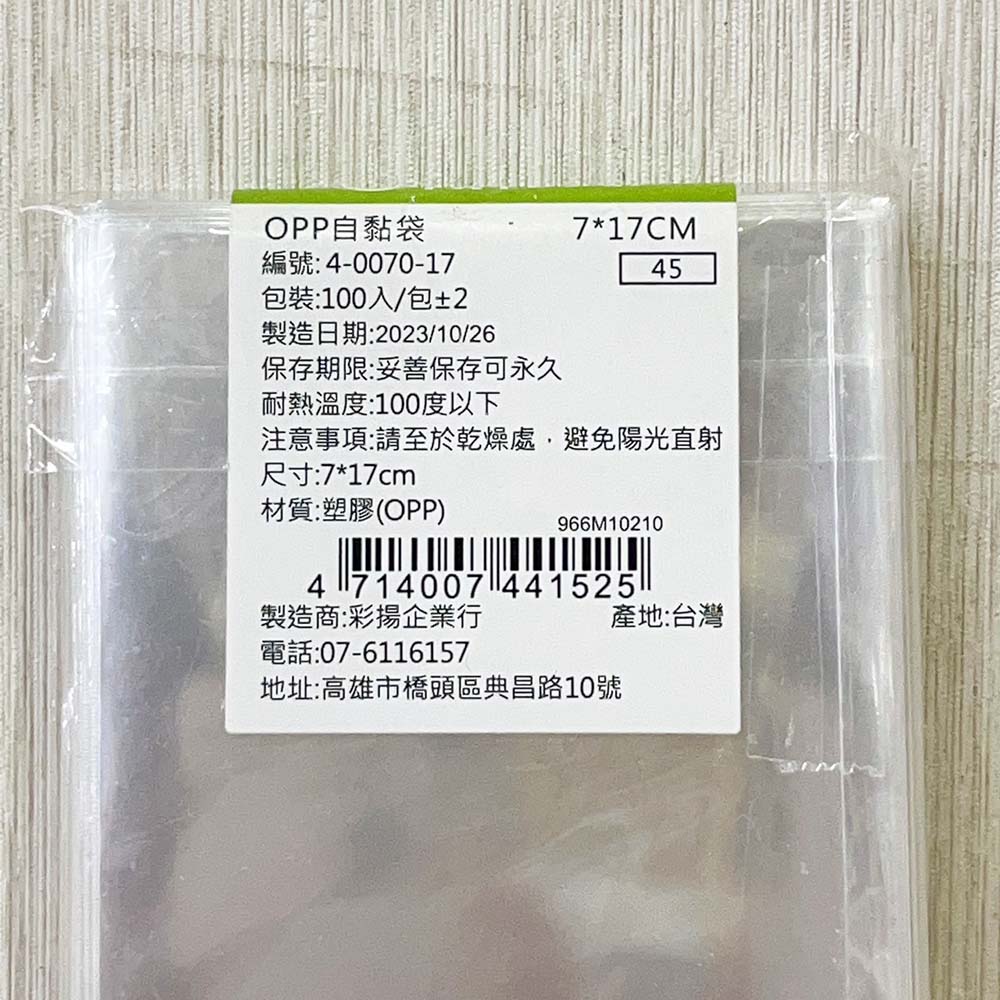 OPP自黏袋 7*17CM
編號: 4-0070-17 45
包裝:100入/包±2
製造日期:2023/10/26
保存期限:妥善保存可永久
耐熱溫度:100度以下
注意事項:請至於乾燥處，避免陽光直射
尺寸:7*17cm
材質:塑膠(OPP)
966M10210
4 714007 441525
製造商:彩揚企業行 產地:台灣
電話:07-6116157
地址:高雄市橋頭區典昌路10號